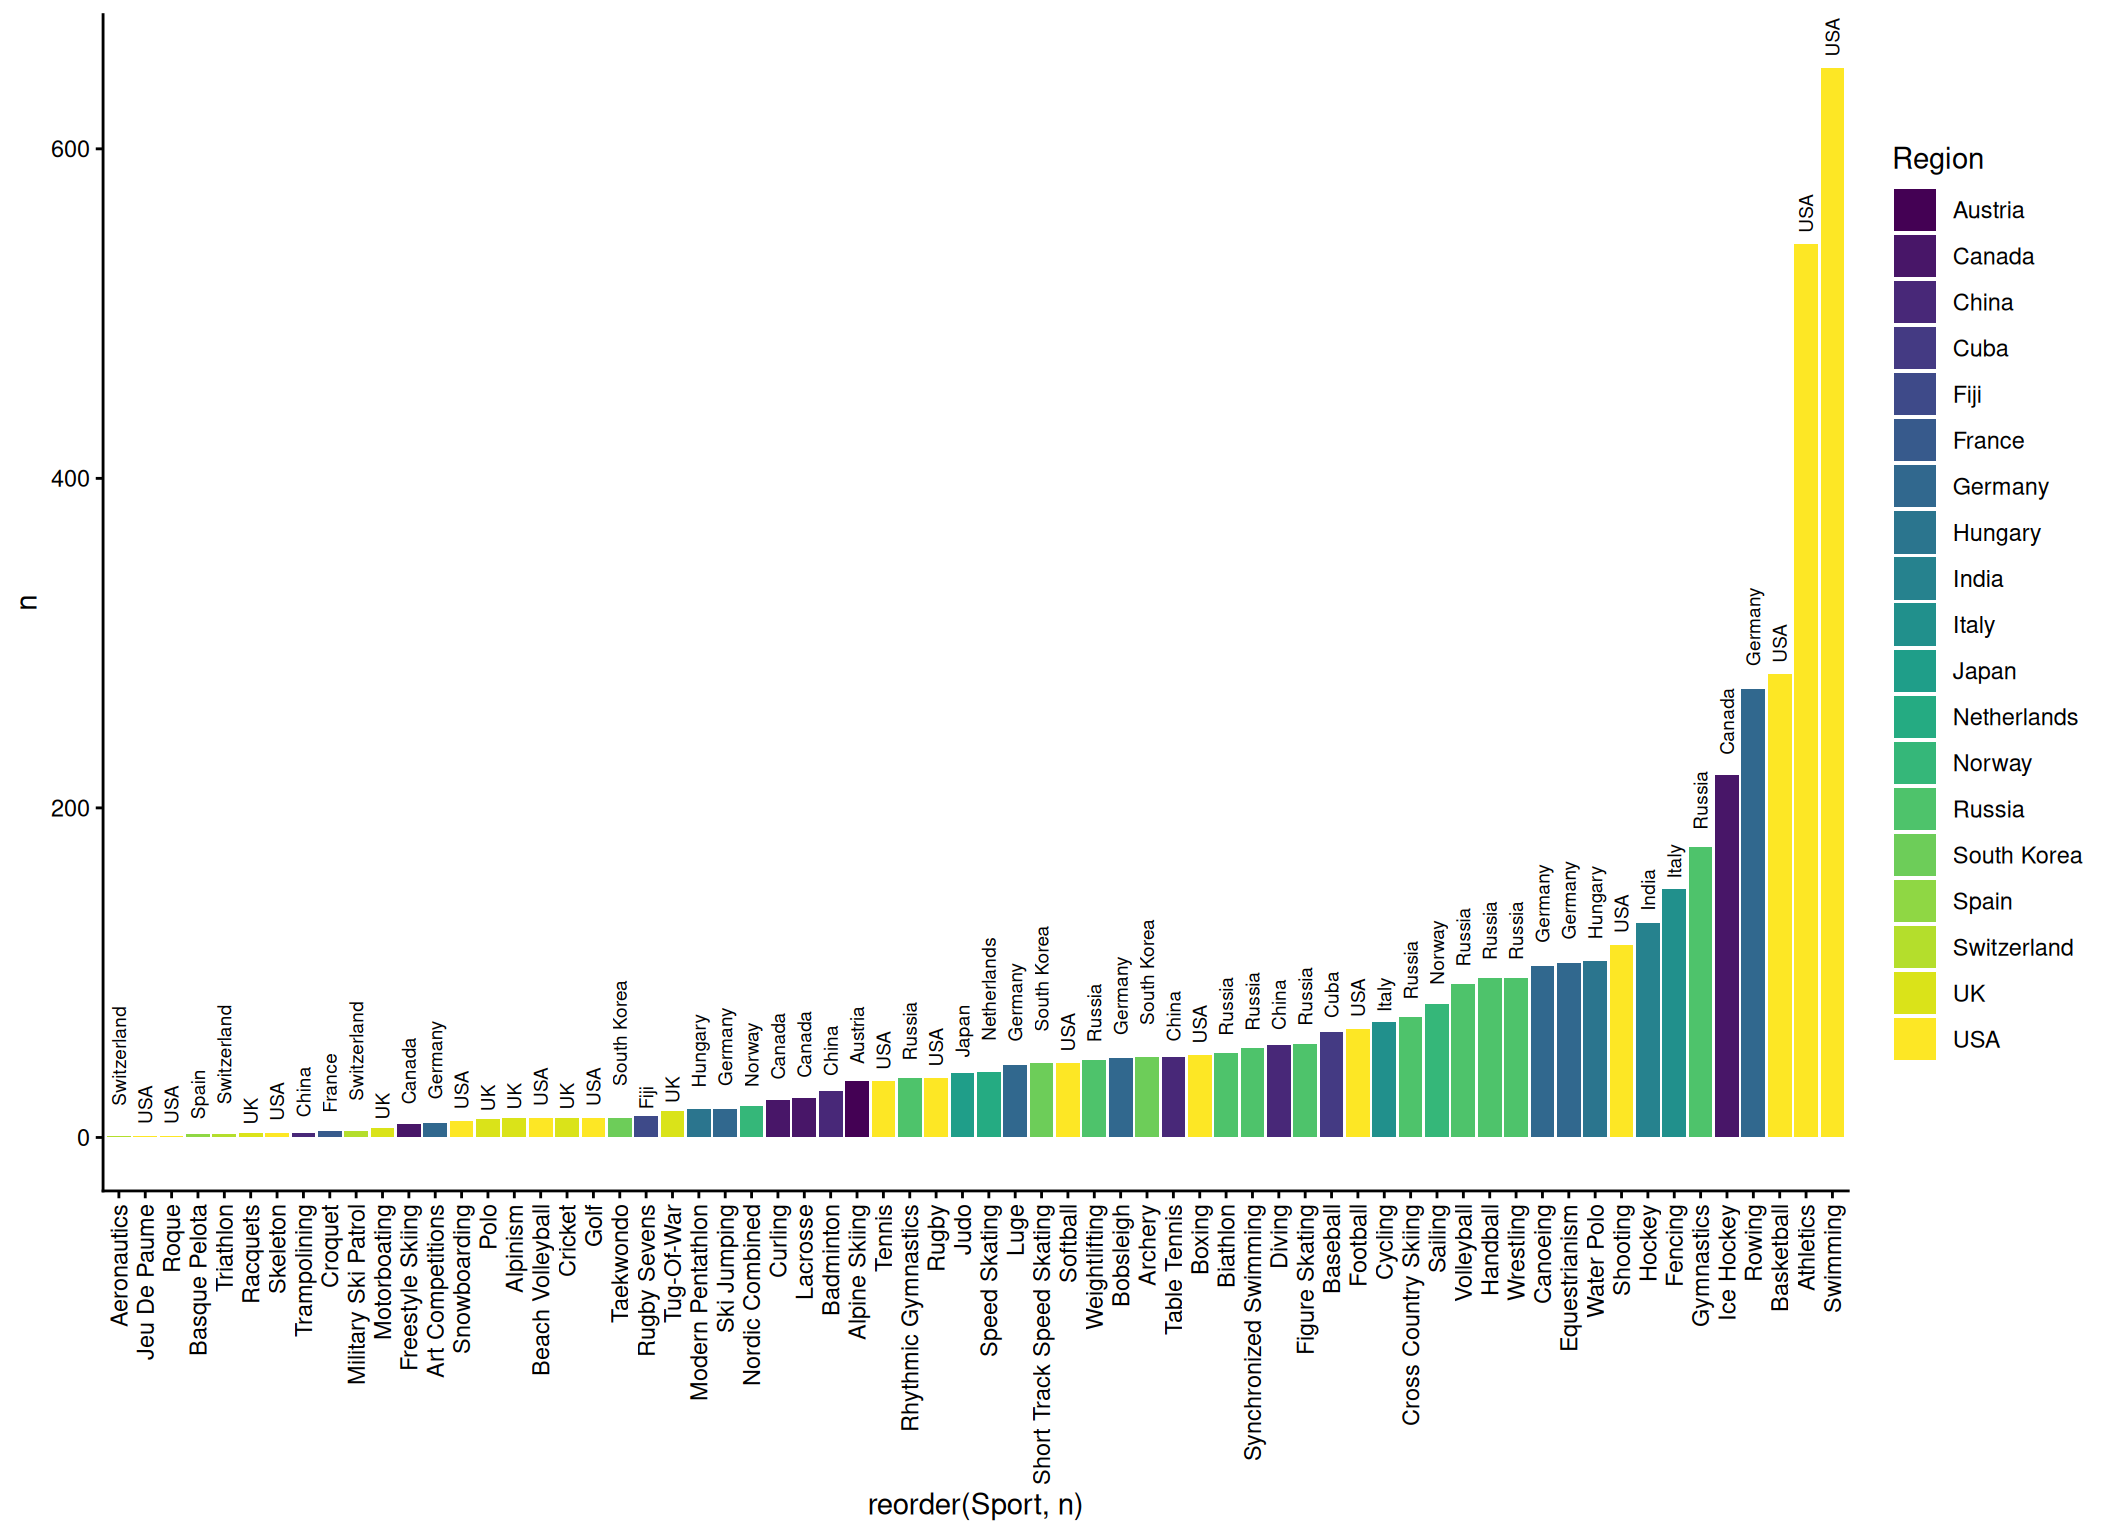 600
400
200
0
n
Switzerland
USA
USA
Spain
Switzerland
UK
USA
China
France
Switzerland
UK
Canada
Germany
USA
UK
UK
USA
UK
USA
South Korea
Fiji
UK
Hungary
Germany
Norway
Canada
Canada
China
Austria
USA
Russia
USA
Japan
Netherlands
Germany
South Korea
USA
Russia
Germany
South Korea
China
USA
Russia
Russia
China
Russia
Cuba
USA
Italy
Russia
Norway
Russia
Russia
Russia
Germany
Germany
Hungary
USA
India
Italy
Russia
Canada
Germany
USA
USA
USA
Aeronautics
Jeu De Paume
Roque
Basque Pelota
Triathlon
Racquets
Skeleton
Trampolining
Croquet
Military Ski Patrol
Motorboating
Freestyle Skiing
Art Competitions
Snowboarding
Polo
Alpinism
Beach Volleyball
Cricket
Golf
Taekwondo
Rugby Sevens
Tug-Of-War
Modern Pentathlon
Ski Jumping
Nordic Combined
Curling
Lacrosse
Badminton
Alpine Skiing
Tennis
Rhythmic Gymnastics
Rugby
Judo
Speed Skating
Luge
Short Track Speed Skating
Softball
Weightlifting
Bobsleigh
Archery
Table Tennis
Boxing
Biathlon
Synchronized Swimming
Diving
Figure Skating
Baseball
Football
Cycling
Cross Country Skiing
Sailing
Volleyball
Handball
Wrestling
Canoeing
Equestrianism
Water Polo
Shooting
Hockey
Fencing
Gymnastics
Ice Hockey
Rowing
Basketball
Athletics
Swimming
reorder(Sport, n)
Region
Austria
Canada
China
Cuba
Fiji
France
Germany
Hungary
India
Italy
Japan
Netherlands
Norway
Russia
South Korea
Spain
Switzerland
UK
USA